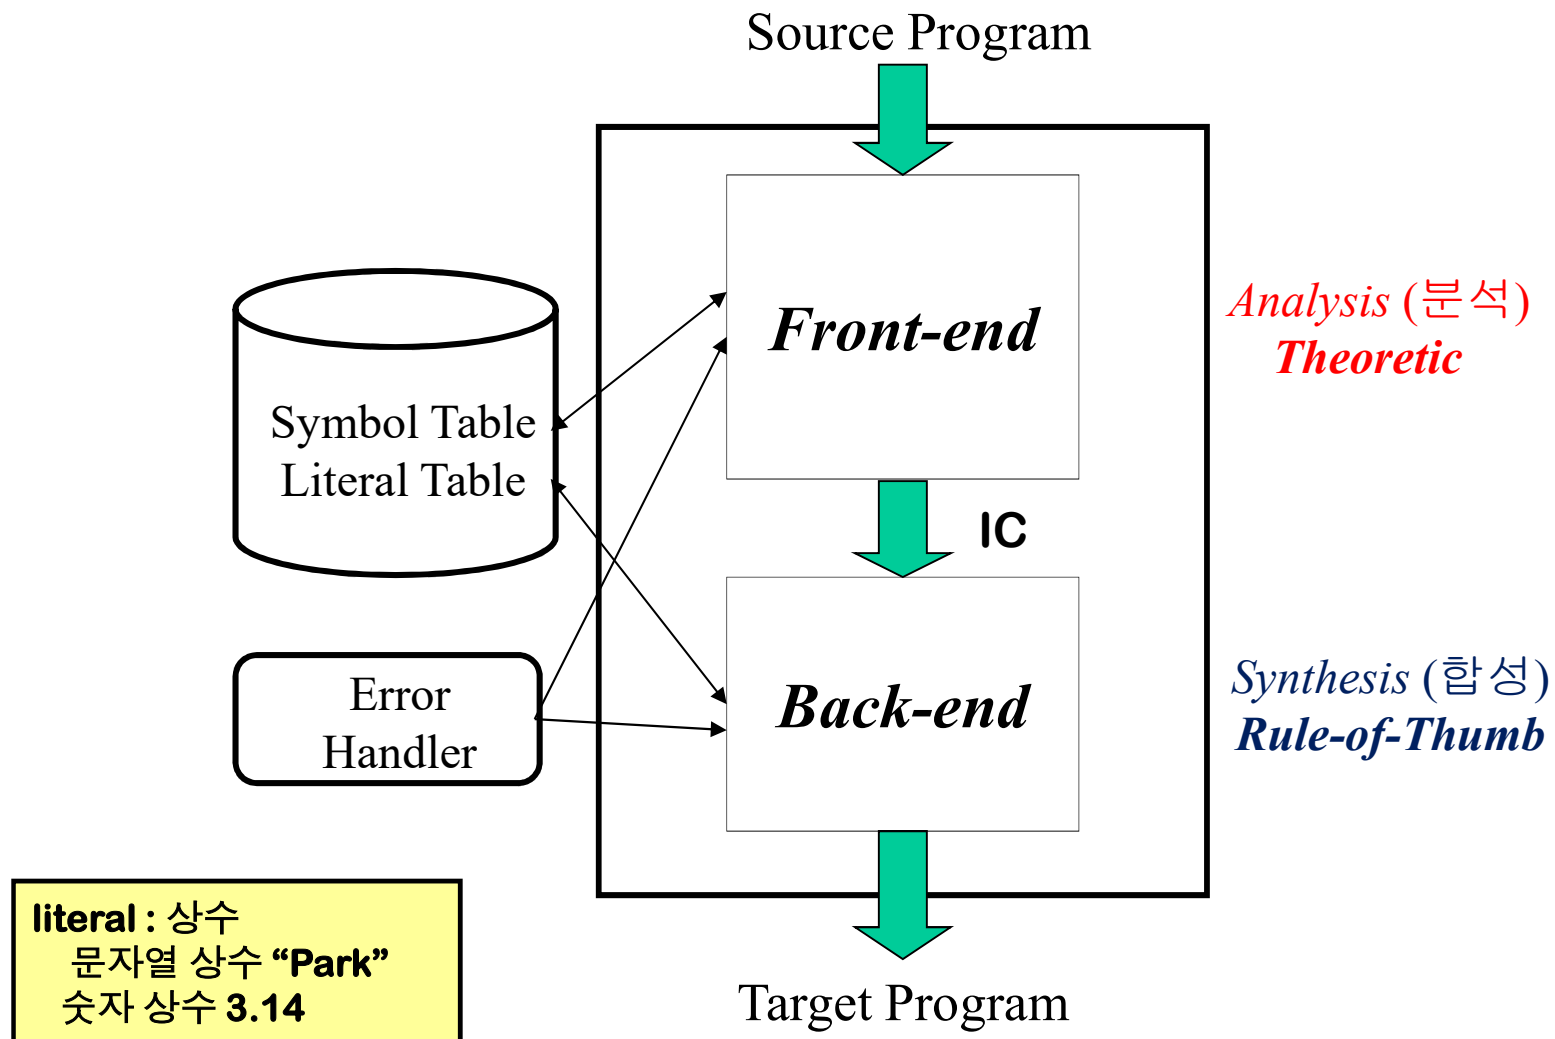 Source Program
Front-end
Analysis (분석)
Theoretic
Symbol Table
Literal Table
IC
Error
Handler
Back-end
Synthesis (합성)
Rule-of-Thumb
literal : 상수
문자열 상수 “Park”
숫자 상수 3.14
Target Program